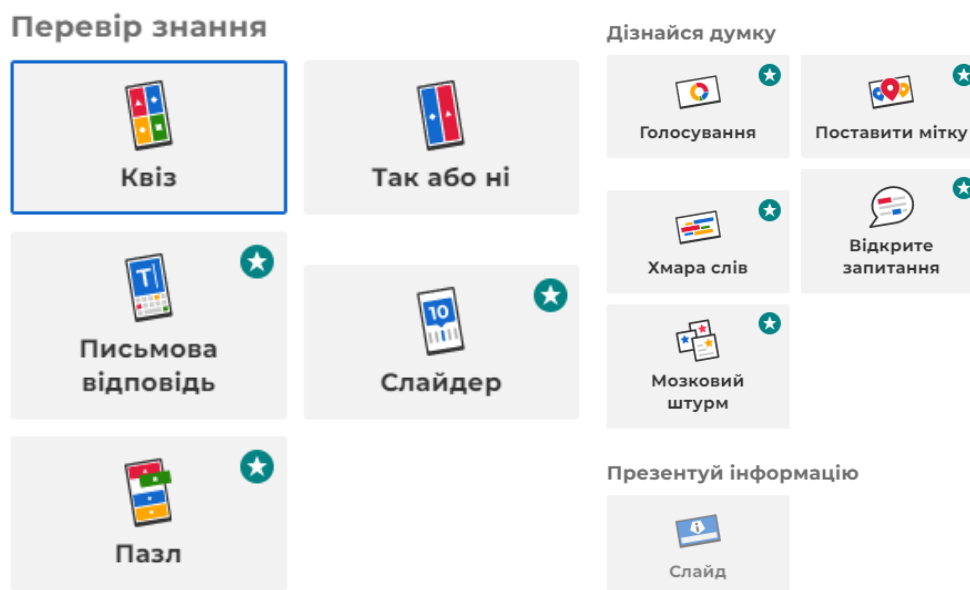 Перевір знання
Квіз
Так або ні
Письмова
відповідь
10
Слайдер
Пазл
Дізнайся думку
Голосування
Поставити мітку
Хмара слів
Відкрите
запитання
Мозковий
штурм
Презентуй інформацію
Слайд